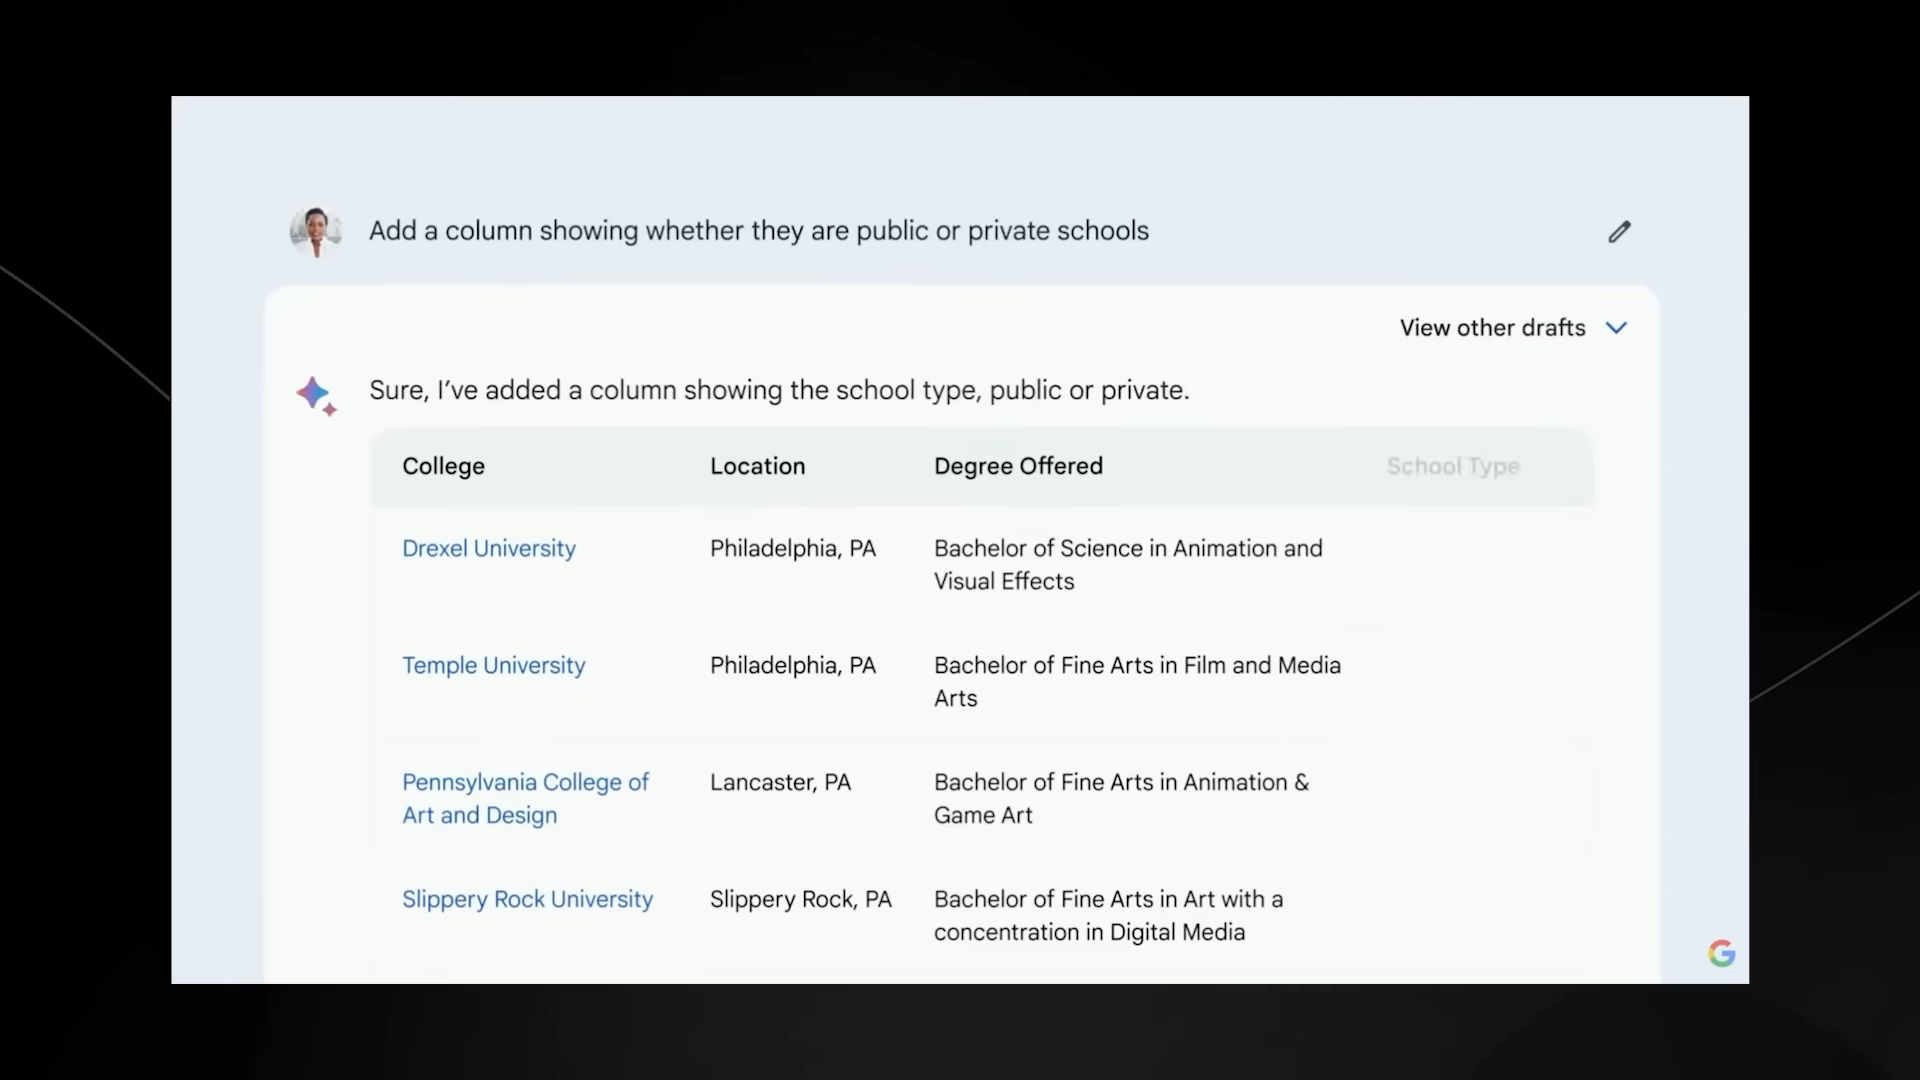 Add a column showing whether they are public or private schools
View other drafts
Sure, I’ve added a column showing the school type, public or private.
College Location Degree Offered School Type
Drexel University Philadelphia, PA Bachelor of Science in Animation and
Visual Effects
Temple University Philadelphia, PA Bachelor of Fine Arts in Film and Media
Arts
Pennsylvania College of Lancaster, PA Bachelor of Fine Arts in Animation &
Art and Design Game Art
Slippery Rock University Slippery Rock, PA Bachelor of Fine Arts in Art with a
concentration in Digital Media